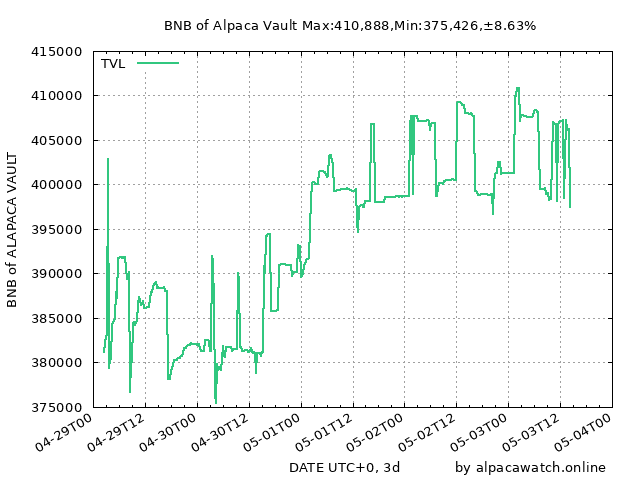 BNB of Alpaca Vault Max:410,888,Min:375,426,±8.63%
415000
TVL
410000
405000
400000
395000
390000
385000
380000
375000
BNB of ALAPACA VAULT
04-29T00
04-29T12
04-30T00
04-30T12
05-01T00
05-01T12
05-02T00
05-02T12
05-03T00
05-03T12
05-04T00
DATE UTC+0, 3d
by alpacawatch.online